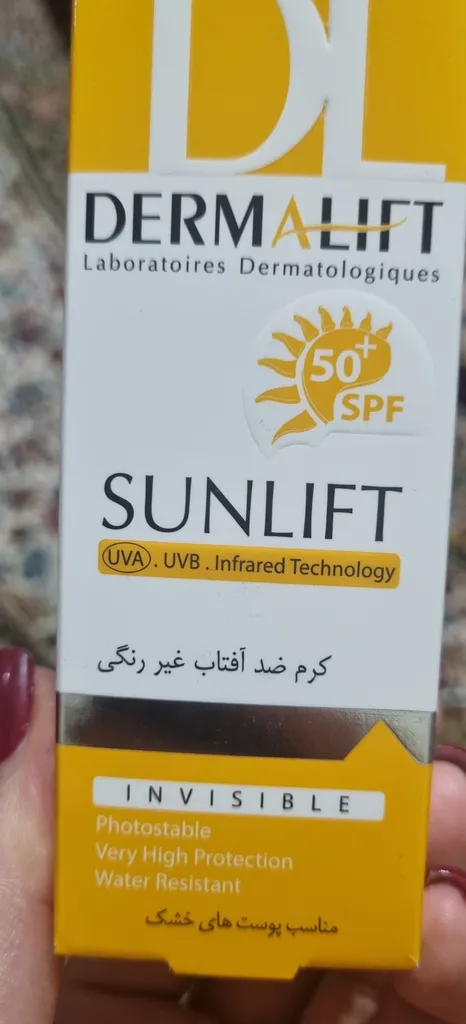 DL
DERMALIFT
Laboratoires Dermatologiques
50+
SPF
SUNLIFT
UVA . UVB . Infrared Technology
کرم ضد آفتاب غیر رنگی
INVISIBLE
Photostable
Very High Protection
Water Resistant
مناسب پوست های خشک